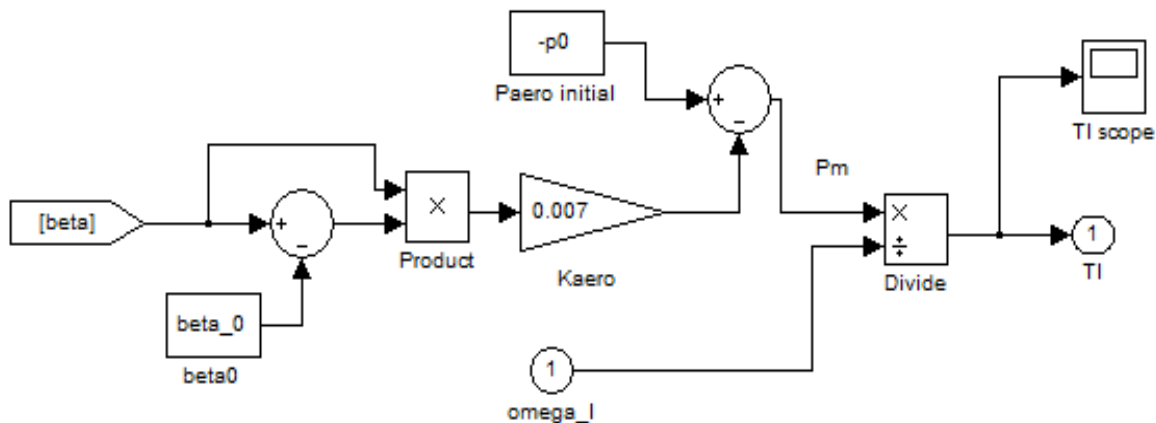 -p0
Paero initial
+
−
TI scope
[beta]
+
−
×
Product
0.007
Kaero
Pm
×
÷
Divide
1
TI
beta_0
beta0
1
omega_l